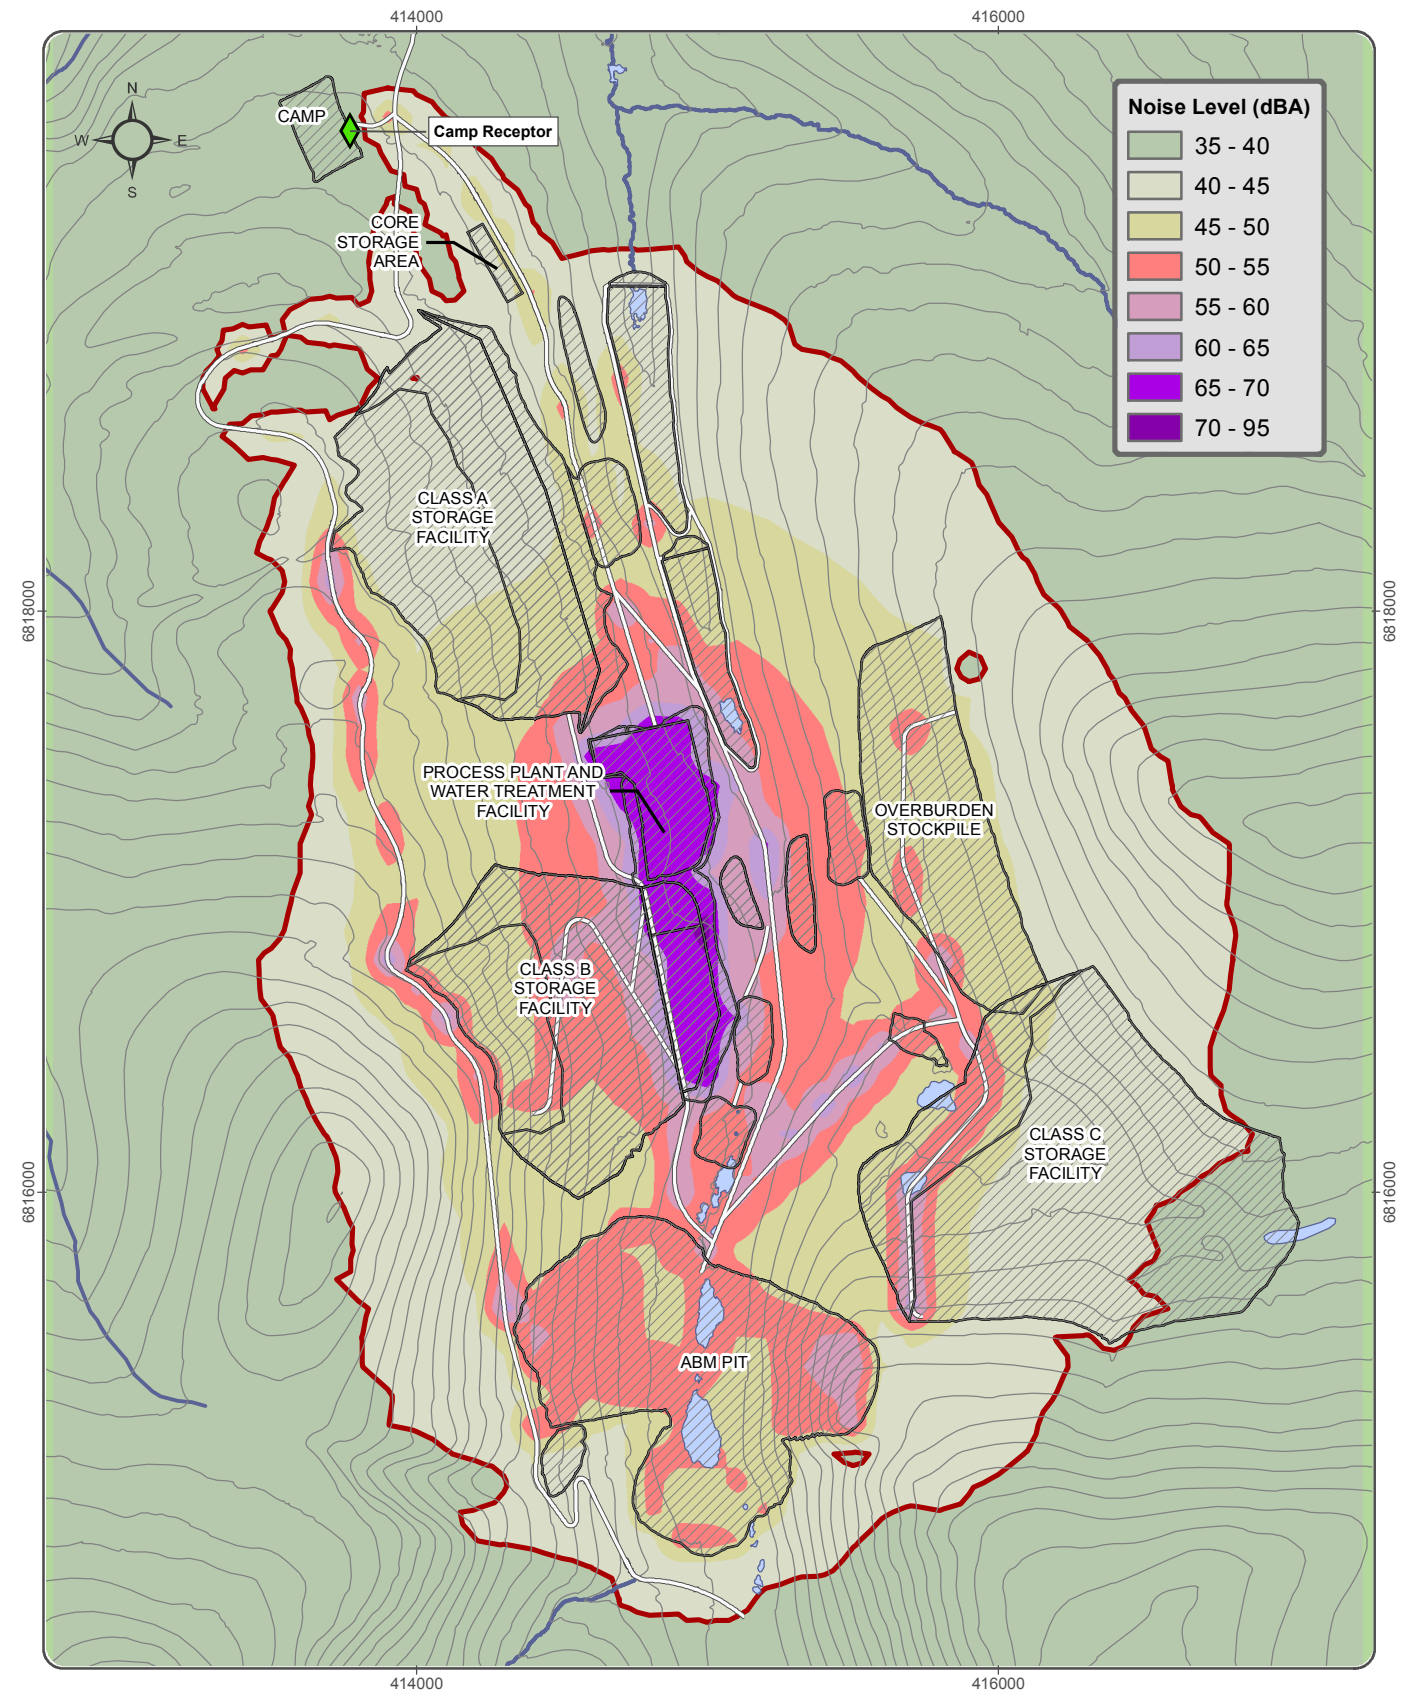 414000
416000
N
W
E
S
CAMP
Camp Receptor
Noise Level (dBA)
35 - 40
40 - 45
45 - 50
50 - 55
55 - 60
60 - 65
65 - 70
70 - 95
CORE
STORAGE
AREA
CLASS A
STORAGE
FACILITY
6818000
6818000
PROCESS PLANT AND
WATER TREATMENT
FACILITY
OVERBURDEN
STOCKPILE
CLASS B
STORAGE
FACILITY
CLASS C
STORAGE
FACILITY
6816000
6816000
ABM PIT
414000
416000